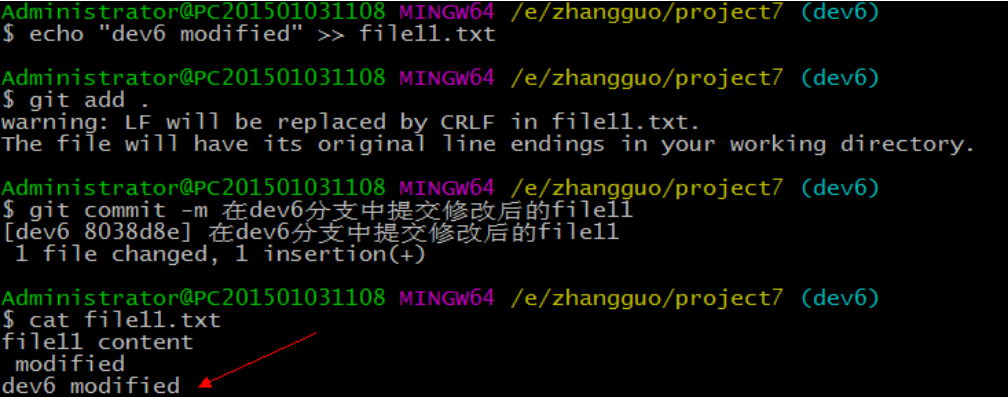 Administrator@PC201501031108 MINGW64 /e/zhangguo/project7 (dev6)
$ echo "dev6 modified" >> file11.txt
Administrator@PC201501031108 MINGW64 /e/zhangguo/project7 (dev6)
$ git add .
warning: LF will be replaced by CRLF in file11.txt.
The file will have its original line endings in your working directory.
Administrator@PC201501031108 MINGW64 /e/zhangguo/project7 (dev6)
$ git commit -m 在dev6分支中提交修改后的file11
[dev6 8038d8e] 在dev6分支中提交修改后的file11
 1 file changed, 1 insertion(+)
Administrator@PC201501031108 MINGW64 /e/zhangguo/project7 (dev6)
$ cat file11.txt
file11 content
 modified
dev6 modified